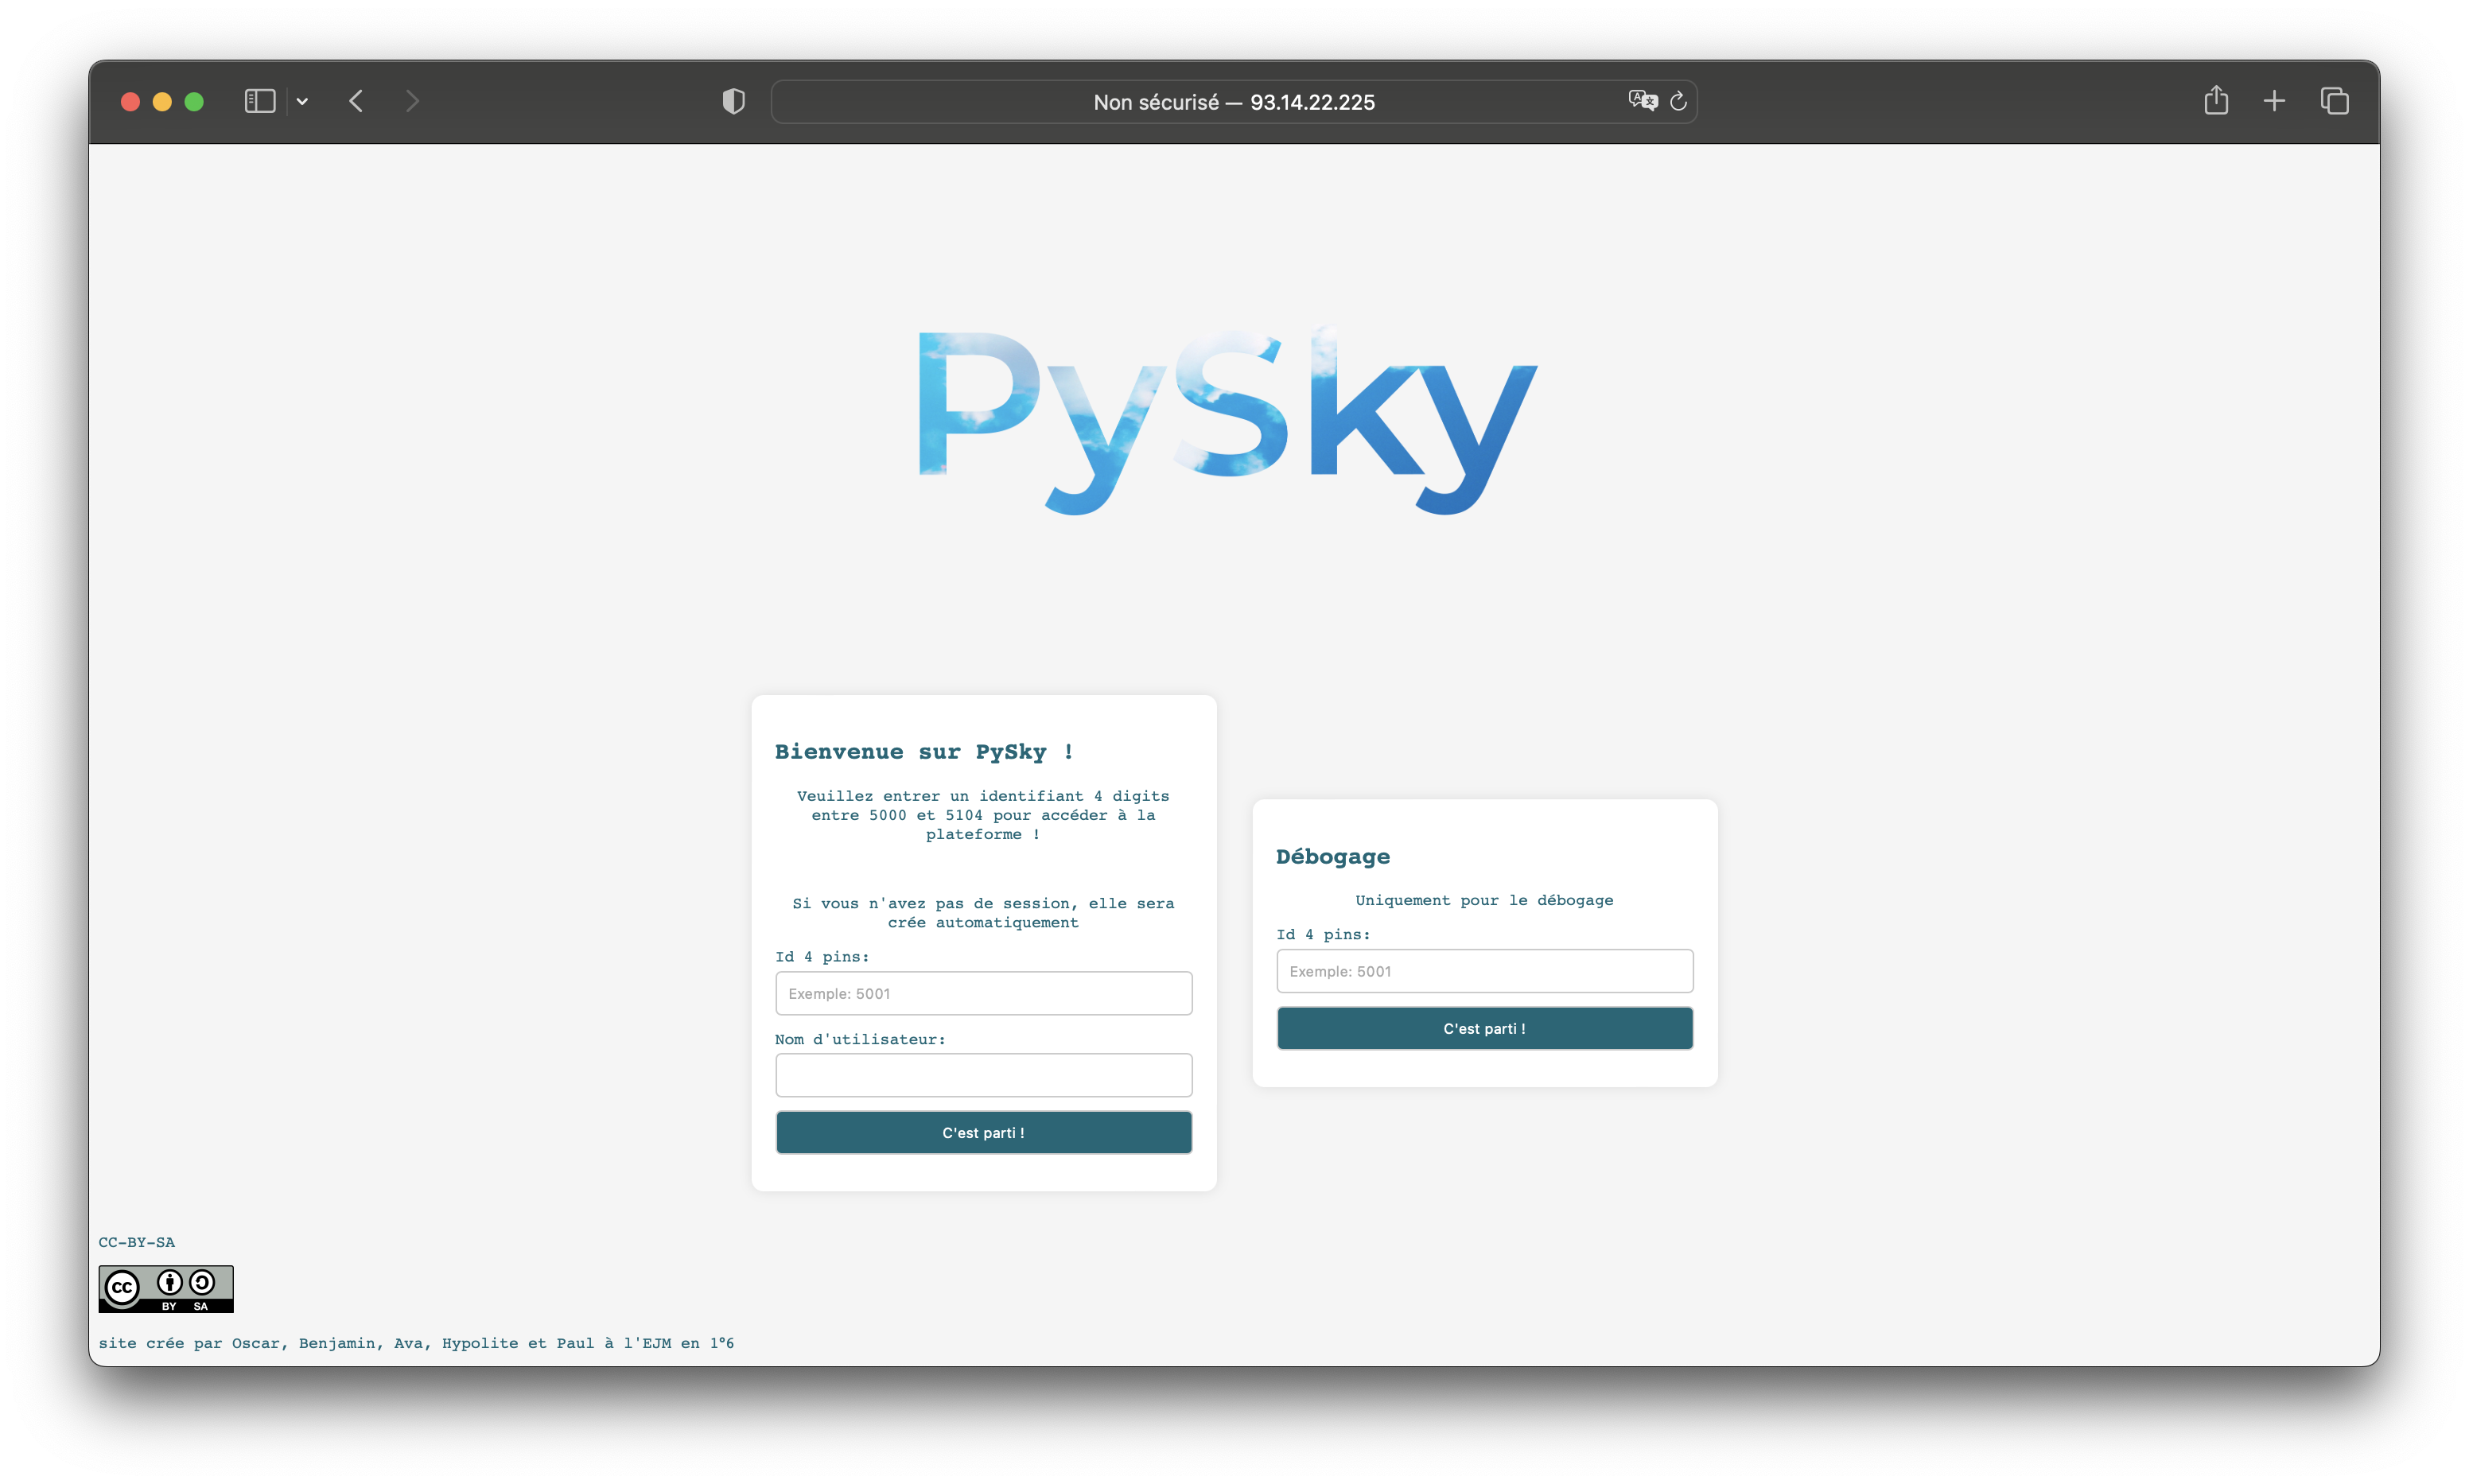 Non sécurisé — 93.14.22.225
PySky
Bienvenue sur PySky !
Veuillez entrer un identifiant 4 digits
entre 5000 et 5104 pour accéder à la
plateforme !
Si vous n'avez pas de session, elle sera
crée automatiquement
Id 4 pins:
Exemple: 5001
Nom d'utilisateur:
C'est parti !
Débogage
Uniquement pour le débogage
Id 4 pins:
Exemple: 5001
C'est parti !
CC-BY-SA
cc
BY SA
site crée par Oscar, Benjamin, Ava, Hypolite et Paul à l'EJM en 1°6